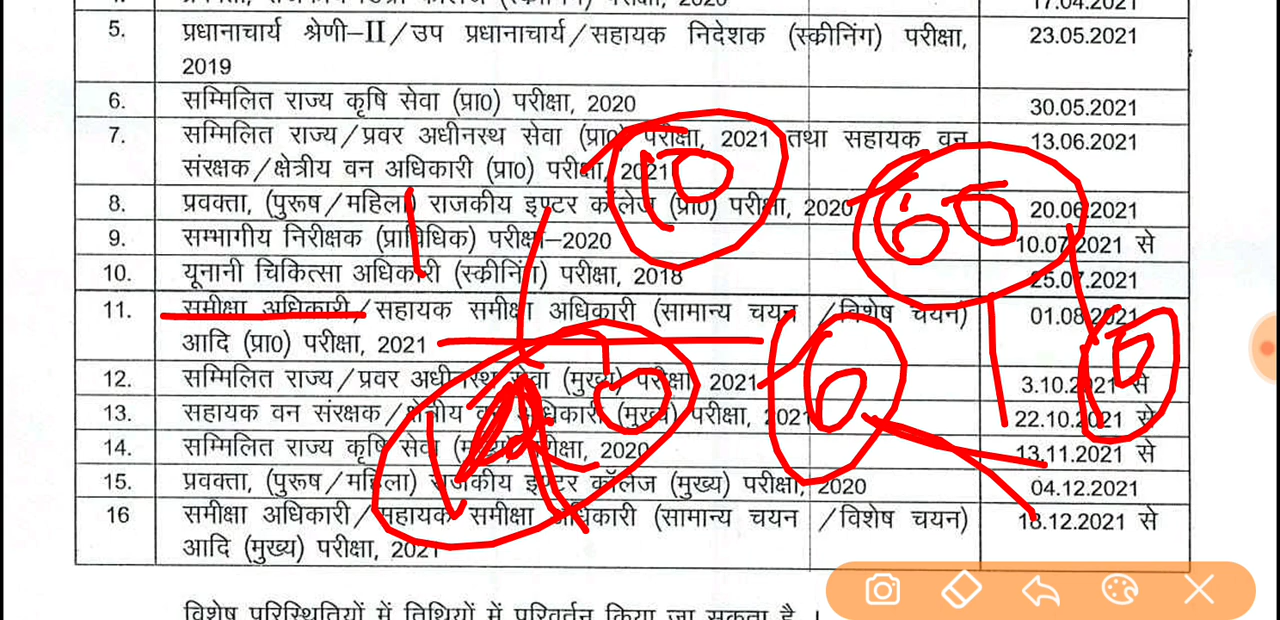 17.04.2021
5. प्रधानाचार्य श्रेणी–II/उप प्रधानाचार्य/सहायक निदेशक (स्क्रीनिंग) परीक्षा, 23.05.2021
2019
6. सम्मिलित राज्य कृषि सेवा (प्रा0) परीक्षा, 2020 30.05.2021
7. सम्मिलित राज्य/प्रवर अधीनस्थ सेवा (प्रा0) परीक्षा, 2021 तथा सहायक वन 13.06.2021
संरक्षक/क्षेत्रीय वन अधिकारी (प्रा0) परीक्षा, 2021
8. प्रवक्ता, (पुरूष/महिला) राजकीय इण्टर कॉलेज (प्रा0) परीक्षा, 2020 20.06.2021
9. सम्भागीय निरीक्षक (प्राविधिक) परीक्षा–2020 10.07.2021 से
10. यूनानी चिकित्सा अधिकारी (स्क्रीनिंग) परीक्षा, 2018 25.07.2021
11. समीक्षा अधिकारी/सहायक समीक्षा अधिकारी (सामान्य चयन /विशेष चयन) 01.08.2021
आदि (प्रा0) परीक्षा, 2021
12. सम्मिलित राज्य/प्रवर अधीनस्थ सेवा (मुख्य) परीक्षा 2021 3.10.2021 से
13. सहायक वन संरक्षक/क्षेत्रीय वन अधिकारी (मुख्य) परीक्षा, 2021 22.10.2021 से
14. सम्मिलित राज्य कृषि सेवा (मुख्य) परीक्षा, 2020 13.11.2021 से
15. प्रवक्ता, (पुरूष/महिला) राजकीय इण्टर कॉलेज (मुख्य) परीक्षा, 2020 04.12.2021
16 समीक्षा अधिकारी/सहायक समीक्षा अधिकारी (सामान्य चयन /विशेष चयन) 18.12.2021 से
आदि (मुख्य) परीक्षा, 2021
विशेष परिस्थितियों में तिथियों में परिवर्तन किया जा सकता है ।